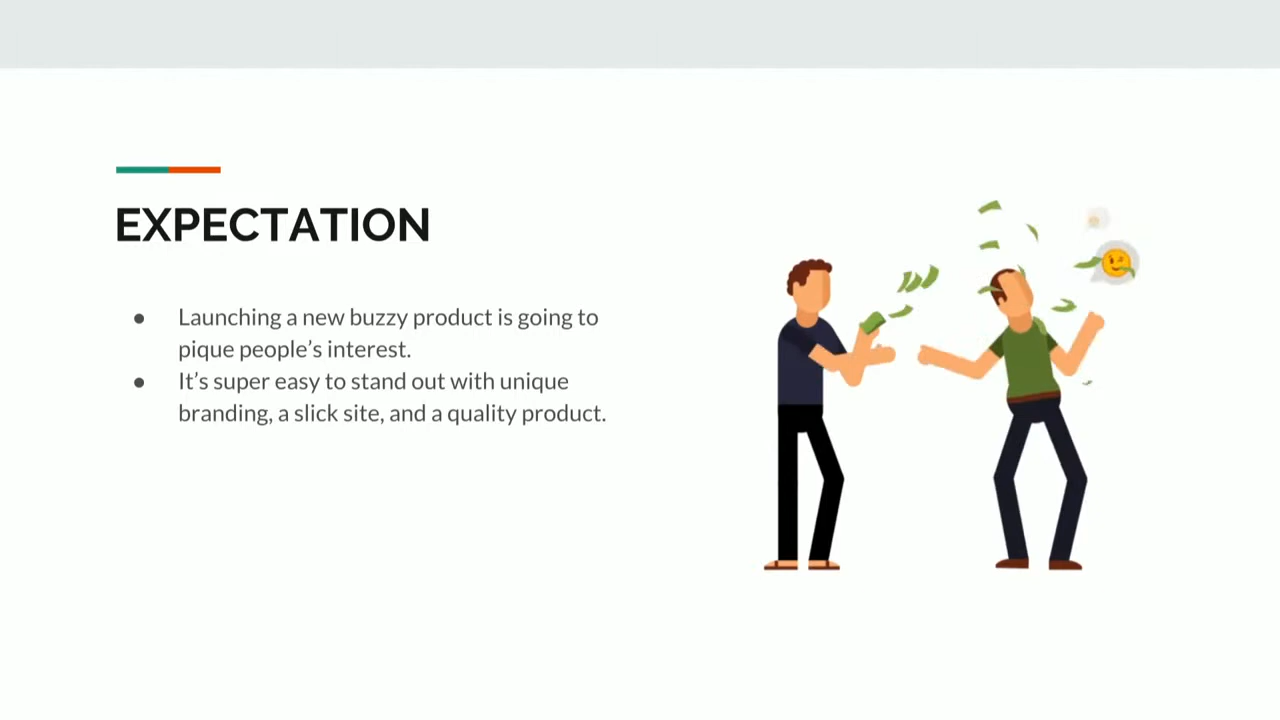 EXPECTATION
● Launching a new buzzy product is going to
pique people’s interest.
● It’s super easy to stand out with unique
branding, a slick site, and a quality product.